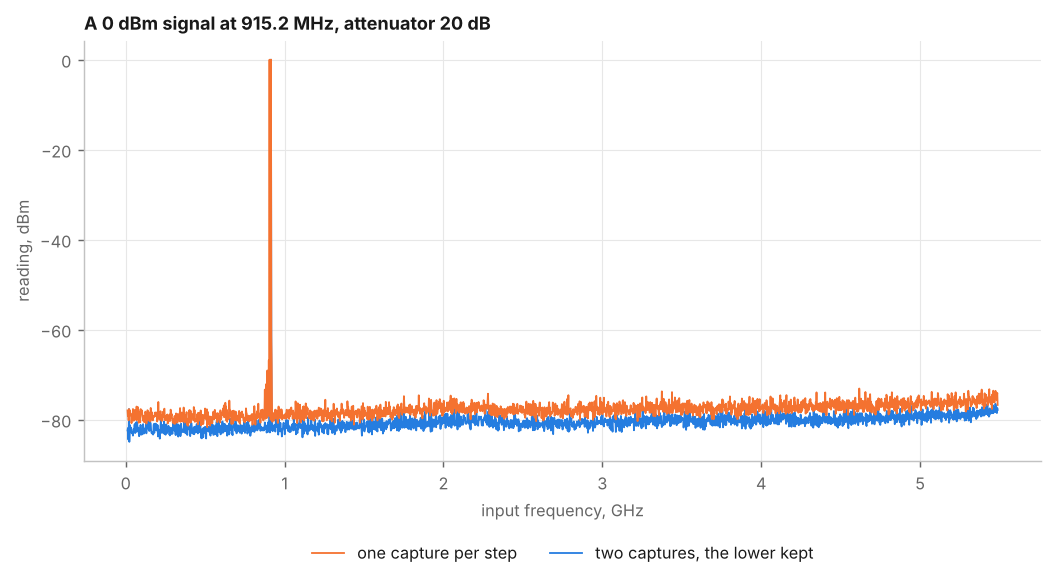 A 0 dBm signal at 915.2 MHz, attenuator 20 dB
reading, dBm
0
−20
−40
−60
−80
0 1 2 3 4 5
input frequency, GHz
one capture per step two captures, the lower kept